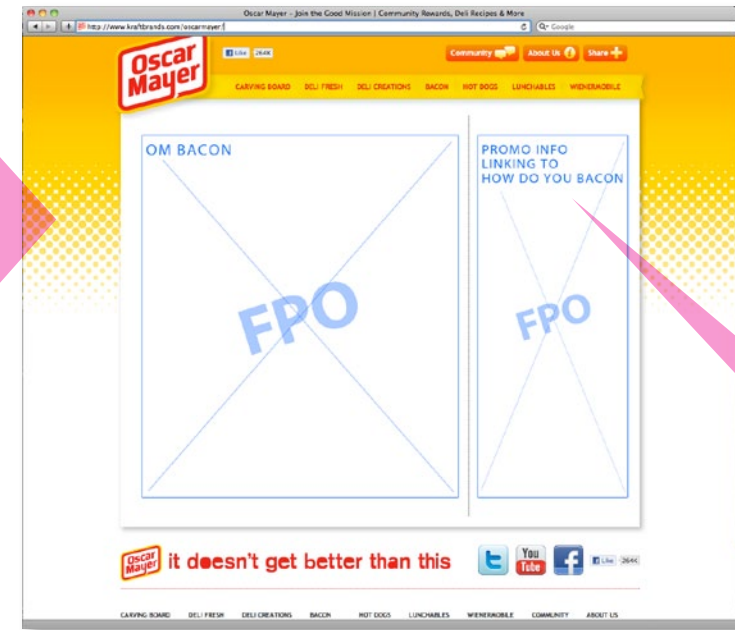 Oscar Mayer - Join the Good Mission | Community Rewards, Deli Recipes & More
http://www.kraftbrands.com/oscarmayer/
Google
Oscar
Mayer
Like 264K
Community
About Us
Share
CARVING BOARD DELI FRESH DELI CREATIONS BACON HOT DOGS LUNCHABLES WIENERMOBILE
OM BACON
FPO
PROMO INFO
LINKING TO
HOW DO YOU BACON
FPO
Oscar
Mayer
it doesn't get better than this
You
Tube
Like 264K
CARVING BOARD DELI FRESH DELI CREATIONS BACON HOT DOGS LUNCHABLES WIENERMOBILE COMMUNITY ABOUT US